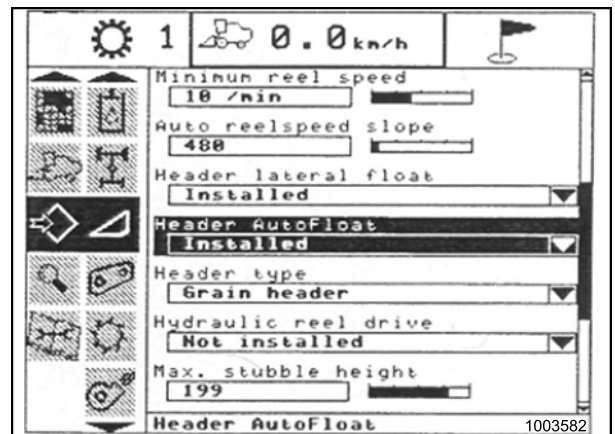 1 0.0km/h
Minimum reel speed
10 /min
Auto reelspeed slope
480
Header lateral float
Installed
Header AutoFloat
Installed
Header type
Grain header
Hydraulic reel drive
Not installed
Max. stubble height
199
Header AutoFloat
1003582